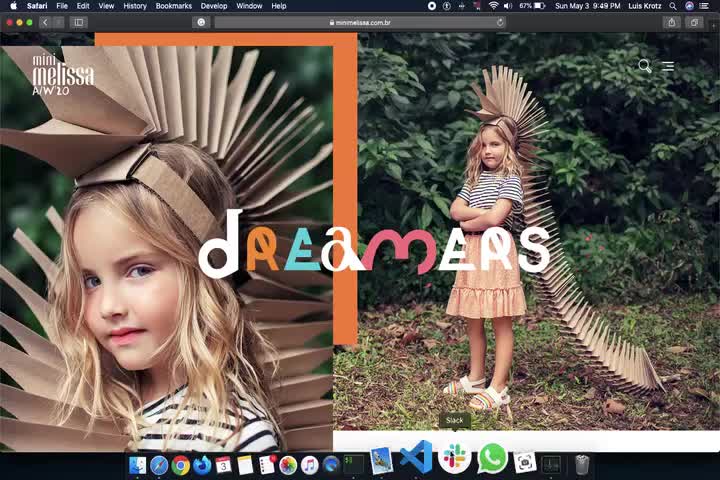 Safari File Edit View History Bookmarks Develop Window Help
67% Sun May 3 9:49 PM Luis Krotz
minimelissa.com.br
mini
melissa
A/W 20
dREaMERS
Slack
3